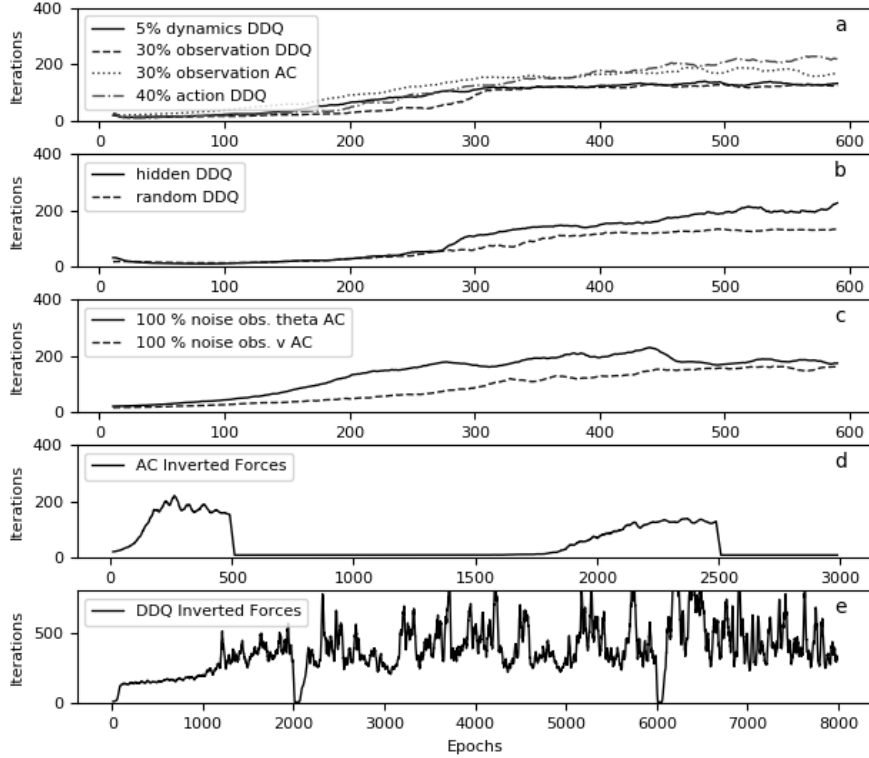 400
200
0
Iterations
5% dynamics DDQ
30% observation DDQ
30% observation AC
40% action DDQ
a
0 100 200 300 400 500 600
400
200
0
Iterations
hidden DDQ
random DDQ
b
0 100 200 300 400 500 600
400
200
0
Iterations
100 % noise obs. theta AC
100 % noise obs. v AC
c
0 100 200 300 400 500 600
400
200
0
Iterations
AC Inverted Forces
d
0 500 1000 1500 2000 2500 3000
500
0
Iterations
DDQ Inverted Forces
e
0 1000 2000 3000 4000 5000 6000 7000 8000
Epochs